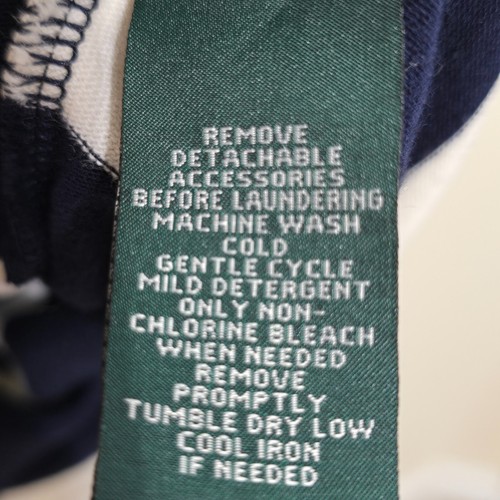 REMOVE
DETACHABLE
ACCESSORIES
BEFORE LAUNDERING
MACHINE WASH
COLD
GENTLE CYCLE
MILD DETERGENT
ONLY NON-
CHLORINE BLEACH
WHEN NEEDED
REMOVE
PROMPTLY
TUMBLE DRY LOW
COOL IRON
IF NEEDED